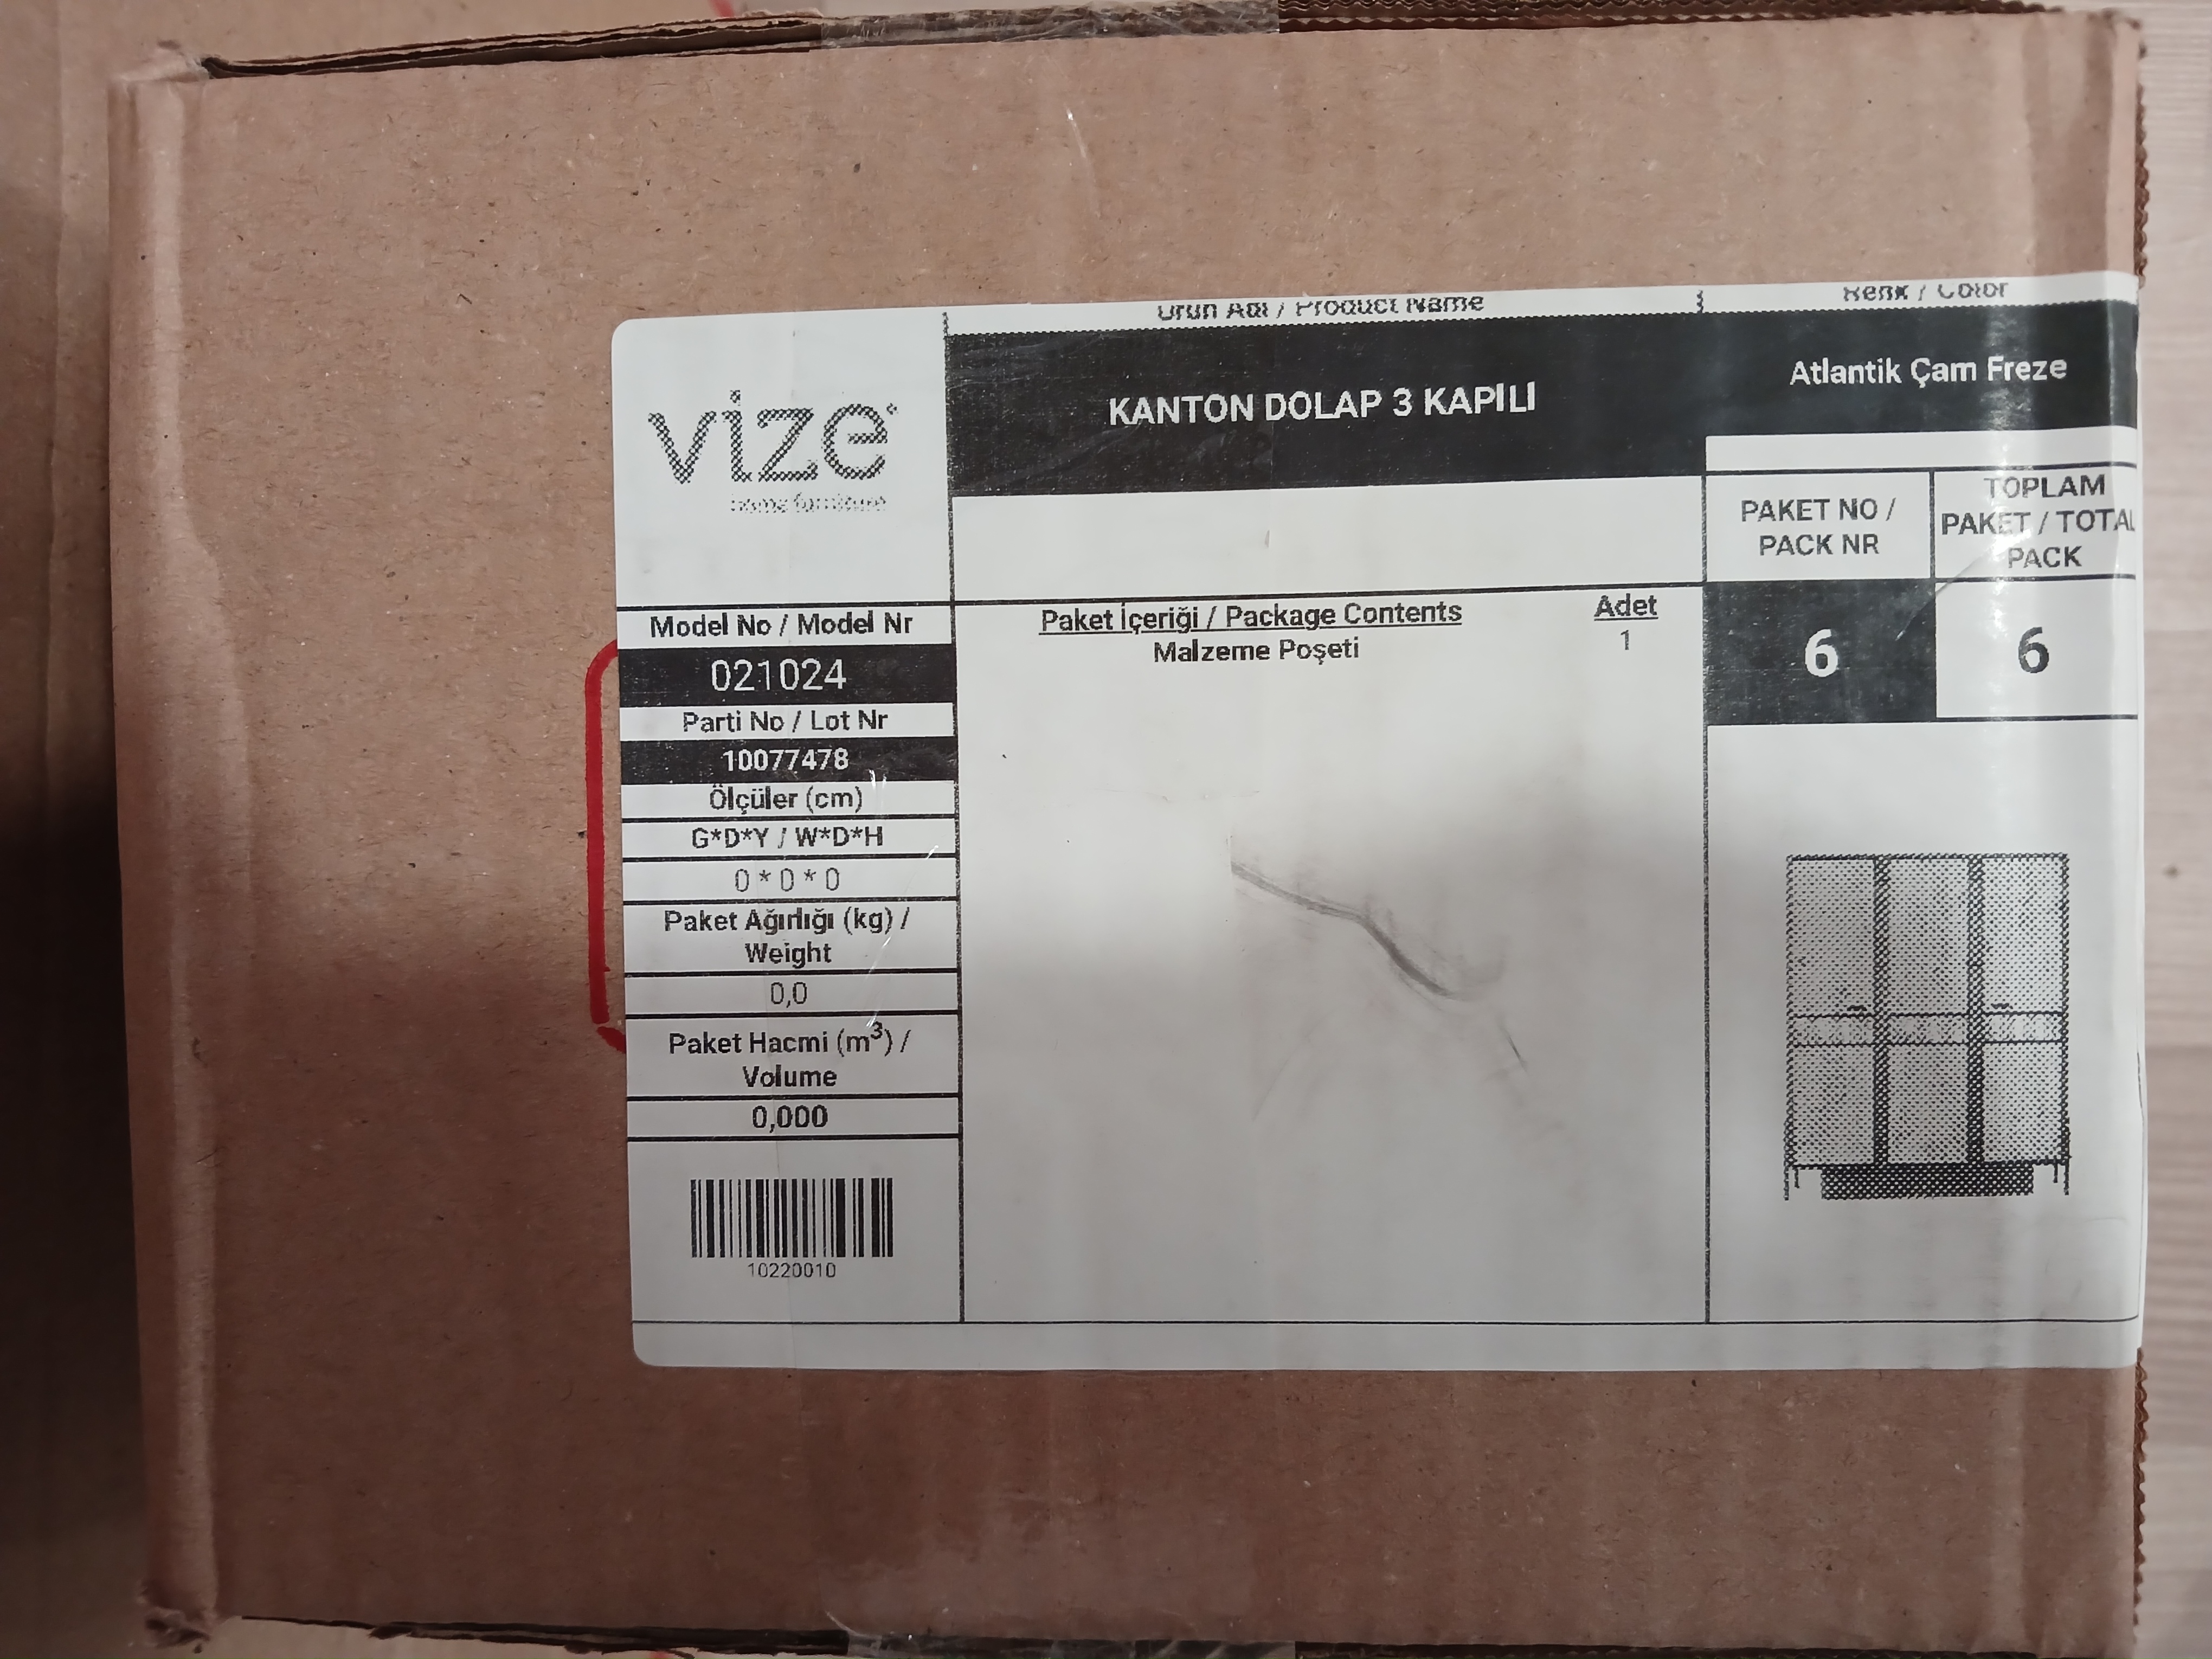 vize
Ürün Adı / Product Name
Renk / Color
KANTON DOLAP 3 KAPILI
Atlantik Çam Freze
Model No / Model Nr
021024
Parti No / Lot Nr
10077478
Ölçüler (cm)
G*D*Y / W*D*H
0 * 0 * 0
Paket Ağırlığı (kg) /
Weight
0,0
Paket Hacmi (m³) /
Volume
0,000
10220010
Paket İçeriği / Package Contents
Adet
Malzeme Poşeti
1
PAKET NO /
PACK NR
6
TOPLAM
PAKET / TOTAL
PACK
6